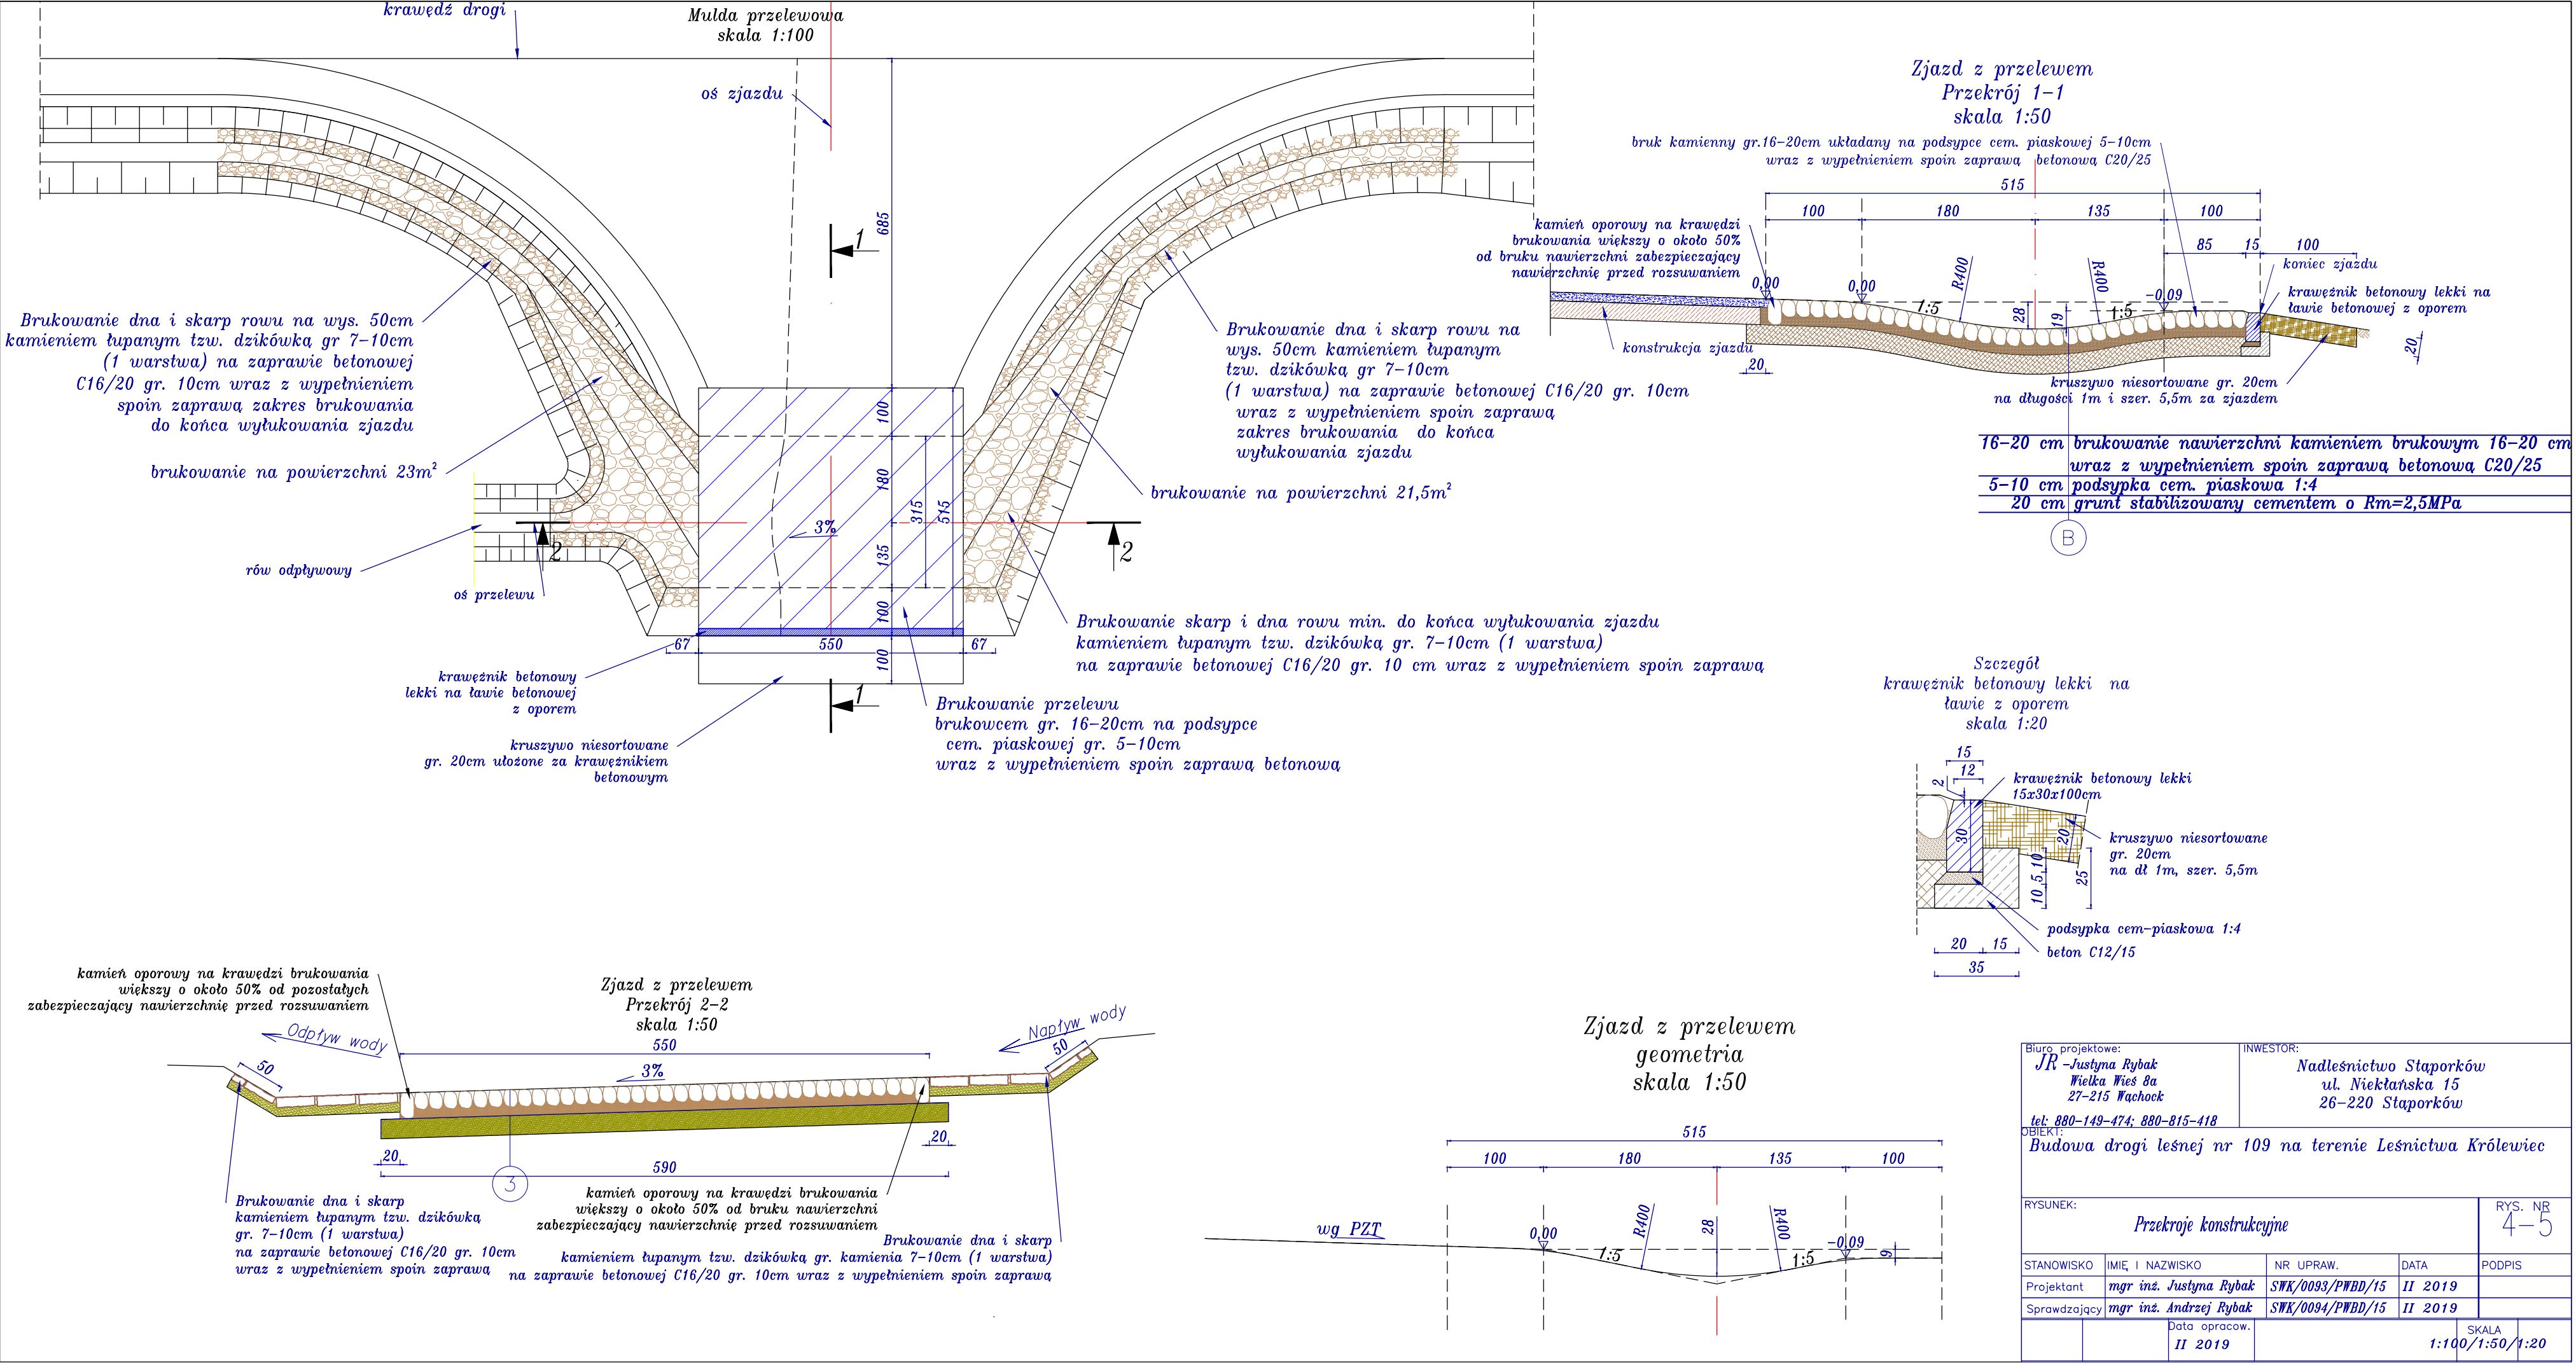 krawędź drogi
Mulda przelewowa
skala 1:100
oś zjazdu
685
1
Brukowanie dna i skarp rowu na wys. 50cm
kamieniem łupanym tzw. dzikówką gr 7-10cm
(1 warstwa) na zaprawie betonowej
C16/20 gr. 10cm wraz z wypełnieniem
spoin zaprawą zakres brukowania
do końca wyłukowania zjazdu
brukowanie na powierzchni 23m²
rów odpływowy
oś przelewu
2
Brukowanie dna i skarp rowu na
wys. 50cm kamieniem łupanym
tzw. dzikówką gr 7-10cm
(1 warstwa) na zaprawie betonowej C16/20 gr. 10cm
wraz z wypełnieniem spoin zaprawą
zakres brukowania do końca
wyłukowania zjazdu
brukowanie na powierzchni 21,5m²
100
180
315
515
3%
135
100
2
67
550
67
100
1
krawężnik betonowy
lekki na ławie betonowej
z oporem
kruszywo niesortowane
gr. 20cm ułożone za krawężnikiem
betonowym
Brukowanie skarp i dna rowu min. do końca wyłukowania zjazdu
kamieniem łupanym tzw. dzikówką gr. 7-10cm (1 warstwa)
na zaprawie betonowej C16/20 gr. 10 cm wraz z wypełnieniem spoin zaprawą
Brukowanie przelewu
brukowcem gr. 16-20cm na podsypce
cem. piaskowej gr. 5-10cm
wraz z wypełnieniem spoin zaprawą betonową
Zjazd z przelewem
Przekrój 1-1
skala 1:50
bruk kamienny gr.16-20cm układany na podsypce cem. piaskowej 5-10cm
wraz z wypełnieniem spoin zaprawą betonową C20/25
515
100 180 135 100
85 15 100
kamień oporowy na krawędzi
brukowania większy o około 50%
od bruku nawierzchni zabezpieczający
nawierzchnię przed rozsuwaniem
koniec zjazdu
krawężnik betonowy lekki na
ławie betonowej z oporem
0,00 0,00 R400 R400 -0,09
1:5 28 19 1:5
konstrukcja zjazdu
20
20
kruszywo niesortowane gr. 20cm
na długości 1m i szer. 5,5m za zjazdem
16-20 cm brukowanie nawierzchni kamieniem brukowym 16-20 cm
wraz z wypełnieniem spoin zaprawą betonową C20/25
5-10 cm podsypka cem. piaskowa 1:4
20 cm grunt stabilizowany cementem o Rm=2,5MPa
B
Szczegół
krawężnik betonowy lekki na
ławie z oporem
skala 1:20
15
12
2
krawężnik betonowy lekki
15x30x100cm
30
20
kruszywo niesortowane
gr. 20cm
na dł 1m, szer. 5,5m
10
5
10
25
podsypka cem-piaskowa 1:4
beton C12/15
20 15
35
kamień oporowy na krawędzi brukowania
większy o około 50% od pozostałych
zabezpieczający nawierzchnię przed rozsuwaniem
Zjazd z przelewem
Przekrój 2-2
skala 1:50
Odpływ wody
Napływ wody
50
550
50
3%
20
20
590
3
Brukowanie dna i skarp
kamieniem łupanym tzw. dzikówką
gr. 7-10cm (1 warstwa)
na zaprawie betonowej C16/20 gr. 10cm
wraz z wypełnieniem spoin zaprawą
kamień oporowy na krawędzi brukowania
większy o około 50% od bruku nawierzchni
zabezpieczający nawierzchnię przed rozsuwaniem
Brukowanie dna i skarp
kamieniem łupanym tzw. dzikówką gr. kamienia 7-10cm (1 warstwa)
na zaprawie betonowej C16/20 gr. 10cm wraz z wypełnieniem spoin zaprawą
Zjazd z przelewem
geometria
skala 1:50
515
100 180 135 100
wg PZT
0,00 R400 28 R400 -0,09
1:5 1:5 9
Biuro projektowe:
JR -Justyna Rybak
Wielka Wieś 8a
27-215 Wąchock
tel: 880-149-474; 880-815-418
INWESTOR:
Nadleśnictwo Stąporków
ul. Niekłańska 15
26-220 Stąporków
OBIEKT:
Budowa drogi leśnej nr 109 na terenie Leśnictwa Królewiec
RYSUNEK:
Przekroje konstrukcyjne
RYS. NR
4-5
STANOWISKO IMIĘ I NAZWISKO NR UPRAW. DATA PODPIS
Projektant mgr inż. Justyna Rybak SWK/0093/PWBD/15 II 2019
Sprawdzający mgr inż. Andrzej Rybak SWK/0094/PWBD/15 II 2019
Data opracow.
II 2019
SKALA
1:100/1:50/1:20